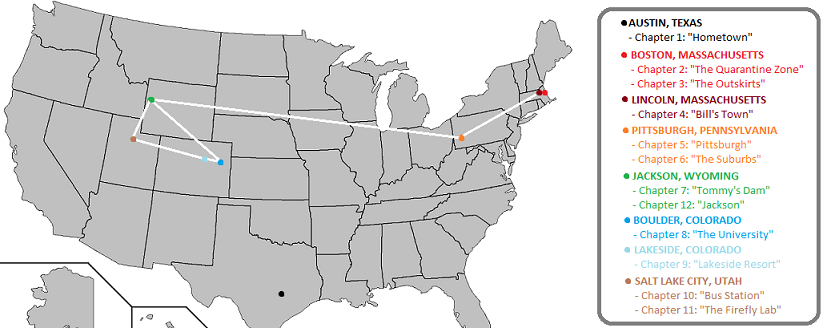 AUSTIN, TEXAS
- Chapter 1: "Hometown"
BOSTON, MASSACHUSETTS
- Chapter 2: "The Quarantine Zone"
- Chapter 3: "The Outskirts"
LINCOLN, MASSACHUSETTS
- Chapter 4: "Bill's Town"
PITTSBURGH, PENNSYLVANIA
- Chapter 5: "Pittsburgh"
- Chapter 6: "The Suburbs"
JACKSON, WYOMING
- Chapter 7: "Tommy's Dam"
- Chapter 12: "Jackson"
BOULDER, COLORADO
- Chapter 8: "The University"
LAKESIDE, COLORADO
- Chapter 9: "Lakeside Resort"
SALT LAKE CITY, UTAH
- Chapter 10: "Bus Station"
- Chapter 11: "The Firefly Lab"